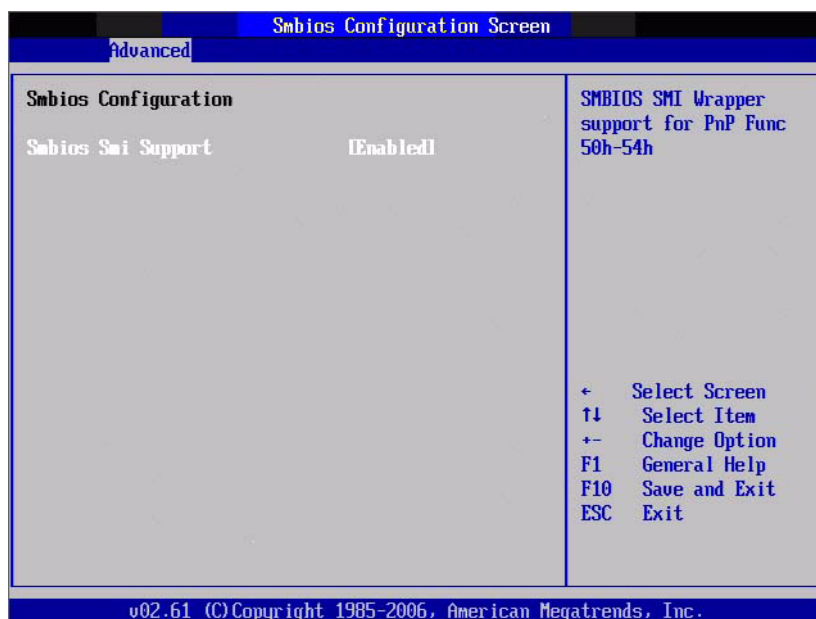 Smbios Configuration Screen
Advanced
Smbios Configuration
Smbios Smi Support [Enabled]
SMBIOS SMI Wrapper
support for PnP Func
50h-54h
← Select Screen
↑↓ Select Item
+- Change Option
F1 General Help
F10 Save and Exit
ESC Exit
v02.61 (C)Copyright 1985-2006, American Megatrends, Inc.